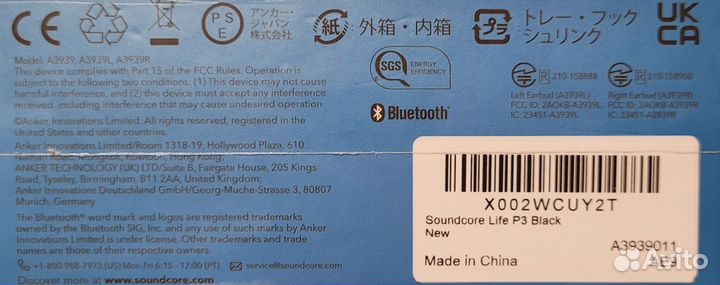 CE
PS
E
アンカー・
ジャパン
株式会社
紙
外箱・内箱
プラ
トレー・フック
シュリンク
UK
CA
Model: A3939, A3939L, A3939R
This device complies with Part 15 of the FCC Rules. Operation is
subject to the following two conditions: (1) This device may not cause
harmful interference, and (2) this device must accept any interference
including interference that may cause undesired operation.
©Anker Innovations Limited. All rights reserved. soundcore
United States and other countries.
Anker Innovations Limited/Room 1318-19, Hollywood Plaza, 610
Nathan Road, Mongkok, Kowloon, Hong Kong;
ANKER TECHNOLOGY (UK) LTD/Suite B, Fairgate House, 205 Kings
Road, Tyseley, Birmingham, B11 2AA, United Kingdom;
Anker Innovations Deutschland GmbH/Georg-Muche-Strasse 3, 80807
Munich, Germany
The Bluetooth® word mark and logos are registered trademarks
owned by the Bluetooth SIG, Inc. and any use of such marks by Anker
Innovations Limited is under license. Other trademarks and trade
names are those of their respective owners.
+1-800-988-7973 (US) Mon-Fri 6:15 - 17:00 (PT)
service@soundcore.com
Discover more at www.soundcore.com
SGS
ENERGY
EFFICIENCY
Bluetooth®
R 210-158888
Left Earbud (A3939L)
FCC ID: 2AOKB-A3939L
IC: 23451-A3939L
R 210-158900
Right Earbud (A3939R)
FCC ID: 2AOKB-A3939R
IC: 23451-A3939R
X002WCUY2T
Soundcore Life P3 Black
New
A3939011
Made in China
AE9
Avito